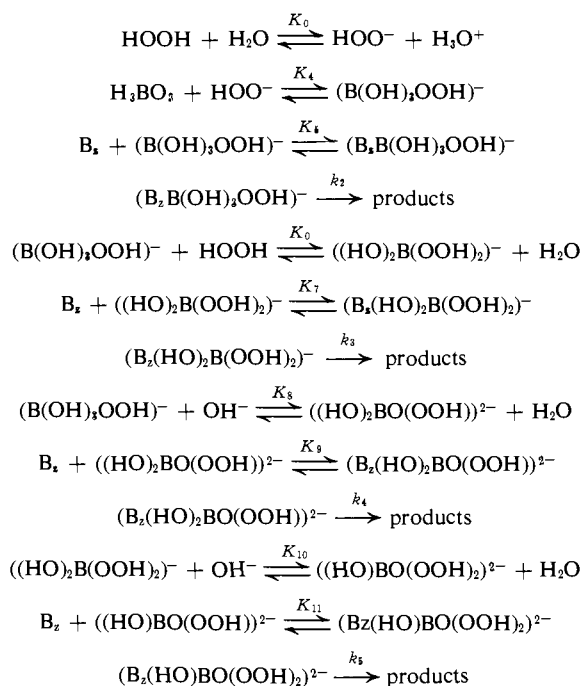 K₀
HOOH + H₂O ⇌ HOO⁻ + H₃O⁺
K₄
H₃BO₃ + HOO⁻ ⇌ (B(OH)₃OOH)⁻
K₅
B𝓏 + (B(OH)₃OOH)⁻ ⇌ (B𝓏B(OH)₃OOH)⁻
k₂
(B𝓏B(OH)₃OOH)⁻ → products
K₀
(B(OH)₃OOH)⁻ + HOOH ⇌ ((HO)₂B(OOH)₂)⁻ + H₂O
K₇
B𝓏 + ((HO)₂B(OOH)₂)⁻ ⇌ (B𝓏(HO)₂B(OOH)₂)⁻
k₃
(B𝓏(HO)₂B(OOH)₂)⁻ → products
K₈
(B(OH)₃OOH)⁻ + OH⁻ ⇌ ((HO)₂BO(OOH))²⁻ + H₂O
K₉
B𝓏 + ((HO)₂BO(OOH))²⁻ ⇌ (B𝓏(HO)₂BO(OOH))²⁻
k₄
(B𝓏(HO)₂BO(OOH))²⁻ → products
K₁₀
((HO)₂B(OOH)₂)⁻ + OH⁻ ⇌ ((HO)BO(OOH)₂)²⁻ + H₂O
K₁₁
B𝓏 + ((HO)BO(OOH))²⁻ ⇌ (Bz(HO)BO(OOH)₂)²⁻
k₅
(B𝓏(HO)BO(OOH)₂)²⁻ → products